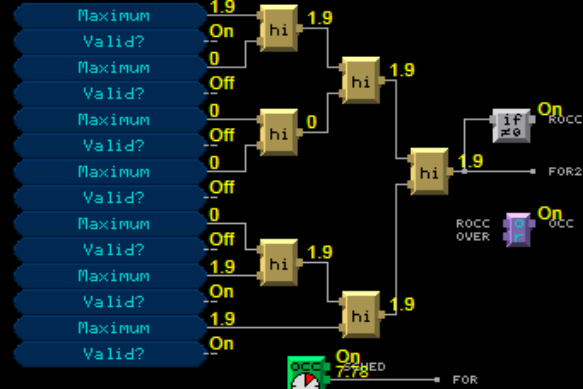 Maximum 1.9
Valid? On
hi 1.9
Maximum 0
Valid? Off
hi 1.9
Maximum 0
Valid? Off
hi 0
Maximum 0
Valid? Off
hi 1.9
if ≠0 On ROCC
FOR2
Maximum 0
Valid? Off
ROCC
OVER
or On OCC
Maximum 1.9
Valid? On
hi 1.9
Maximum 1.9
Valid? On
hi 1.9
OCC On SCHED
7.78 FOR